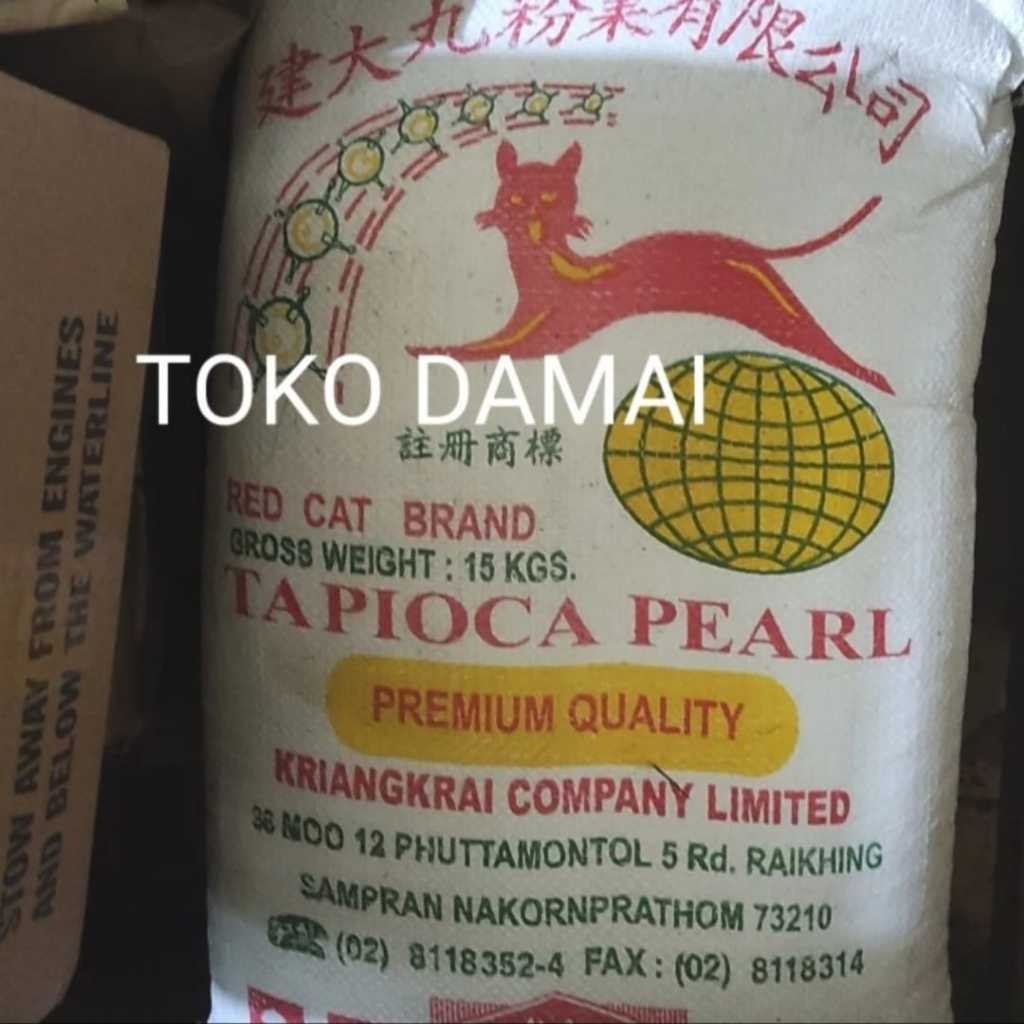 建大丸粉業有限公司
TOKO DAMAI
註册商標
RED CAT BRAND
GROSS WEIGHT : 15 KGS.
TAPIOCA PEARL
PREMIUM QUALITY
KRIANGKRAI COMPANY LIMITED
36 MOO 12 PHUTTAMONTOL 5 Rd. RAIKHING
SAMPRAN NAKORNPRATHOM 73210
(02) 8118352-4 FAX : (02) 8118314
STOW AWAY FROM ENGINES
AND BELOW THE WATERLINE